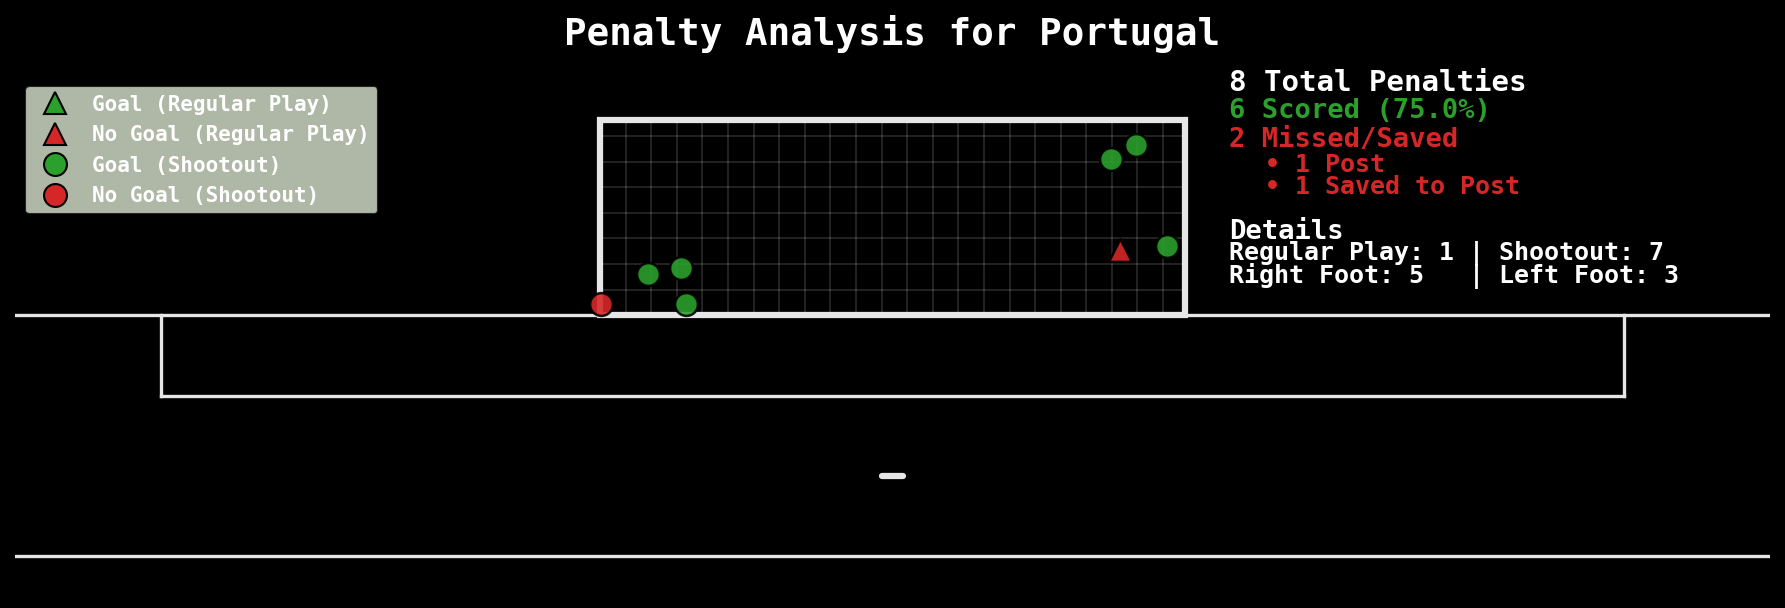 Penalty Analysis for Portugal
Goal (Regular Play)
No Goal (Regular Play)
Goal (Shootout)
No Goal (Shootout)
8 Total Penalties
6 Scored (75.0%)
2 Missed/Saved
• 1 Post
• 1 Saved to Post
Details
Regular Play: 1 | Shootout: 7
Right Foot: 5 | Left Foot: 3